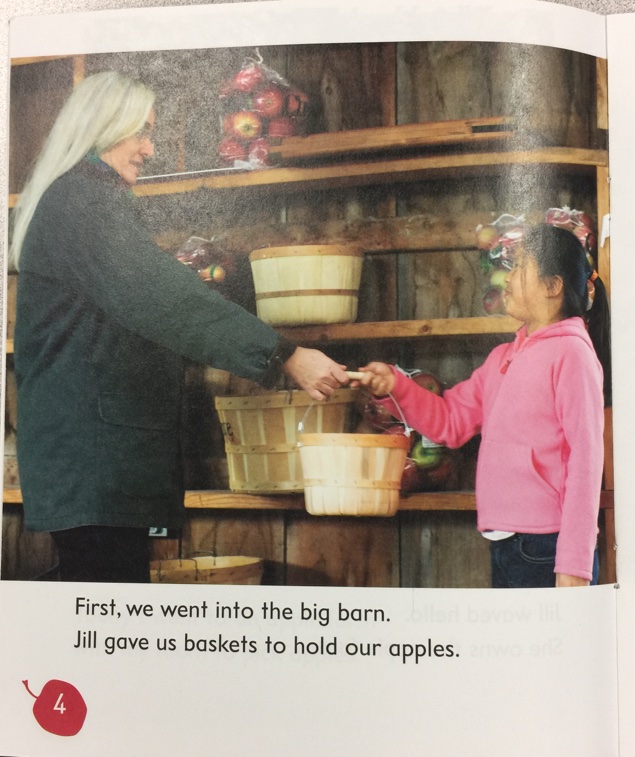 First, we went into the big barn.
Jill gave us baskets to hold our apples.
4